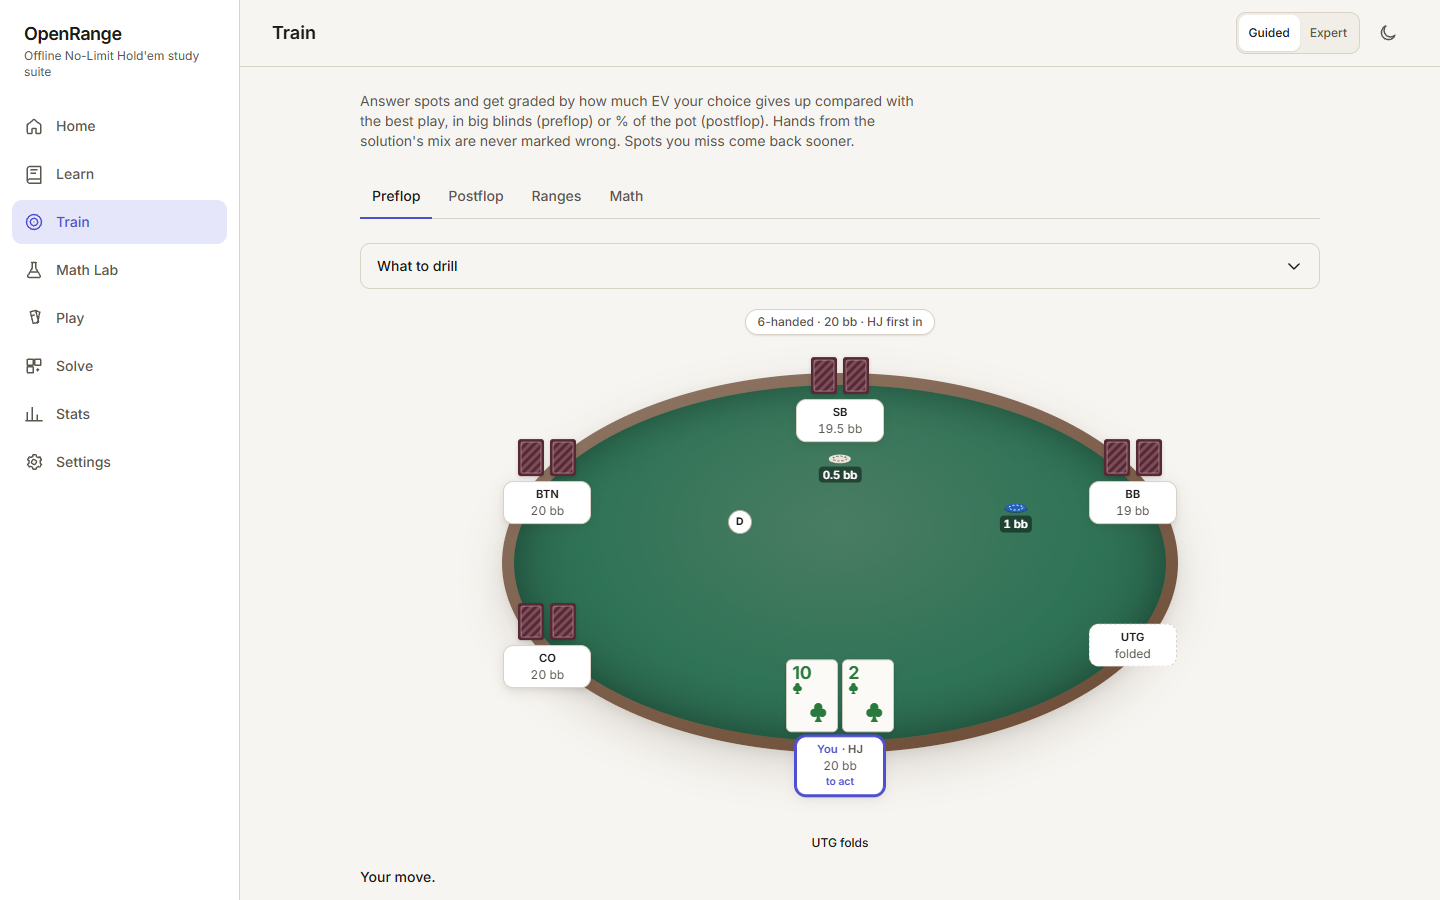 OpenRange
Offline No-Limit Hold'em study
suite
Home
Learn
Train
Math Lab
Play
Solve
Stats
Settings
Train
Guided
Expert
Answer spots and get graded by how much EV your choice gives up compared with
the best play, in big blinds (preflop) or % of the pot (postflop). Hands from the
solution's mix are never marked wrong. Spots you miss come back sooner.
Preflop
Postflop
Ranges
Math
What to drill
6-handed · 20 bb · HJ first in
SB
19.5 bb
0.5 bb
BTN
20 bb
BB
19 bb
D
1 bb
CO
20 bb
UTG
folded
10
2
You · HJ
20 bb
to act
UTG folds
Your move.